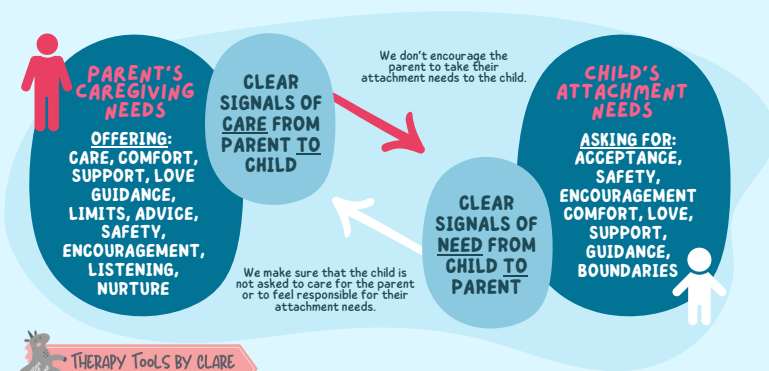 PARENT'S
CAREGIVING
NEEDS
OFFERING:
CARE, COMFORT,
SUPPORT, LOVE
GUIDANCE,
LIMITS, ADVICE,
SAFETY,
ENCOURAGEMENT,
LISTENING,
NURTURE
CLEAR
SIGNALS OF
CARE FROM
PARENT TO
CHILD
We don't encourage the
parent to take their
attachment needs to the child.
We make sure that the child is
not asked to care for the parent
or to feel responsible for their
attachment needs.
CLEAR
SIGNALS OF
NEED FROM
CHILD TO
PARENT
CHILD'S
ATTACHMENT
NEEDS
ASKING FOR:
ACCEPTANCE,
SAFETY,
ENCOURAGEMENT
COMFORT, LOVE,
SUPPORT,
GUIDANCE,
BOUNDARIES
THERAPY TOOLS BY CLARE